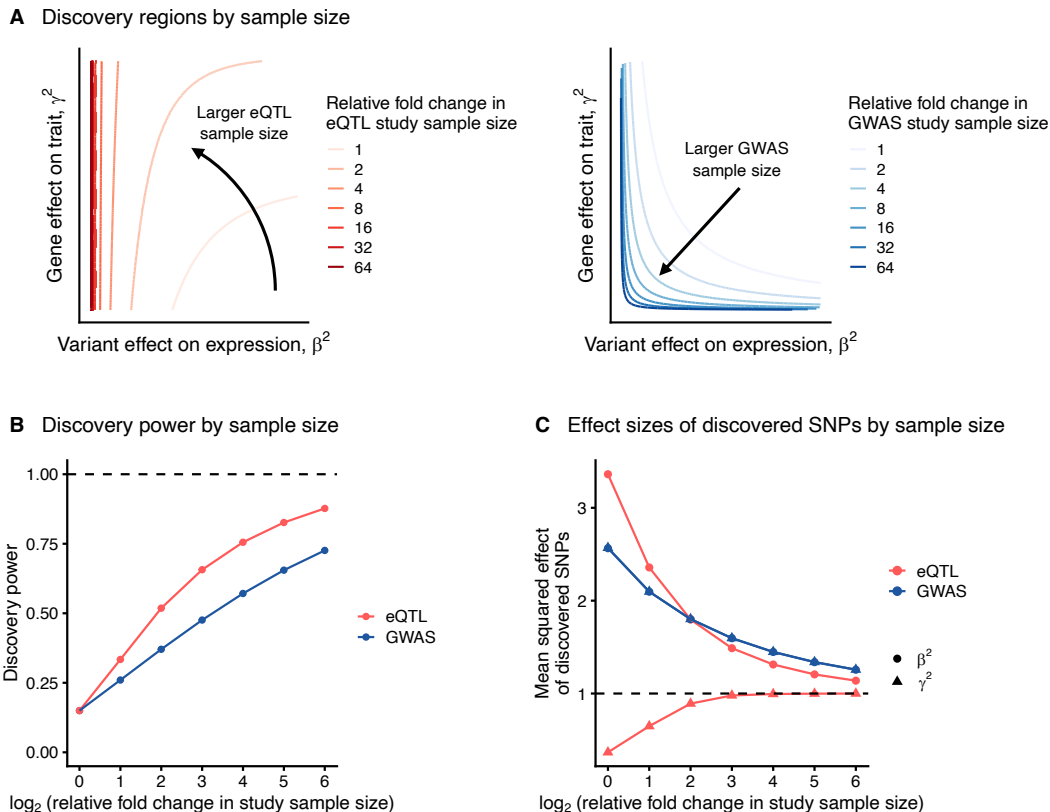 A Discovery regions by sample size
Gene effect on trait, γ²
Larger eQTL
sample size
Variant effect on expression, β²
Relative fold change in
eQTL study sample size
1
2
4
8
16
32
64
Gene effect on trait, γ²
Larger GWAS
sample size
Variant effect on expression, β²
Relative fold change in
GWAS study sample size
1
2
4
8
16
32
64
B Discovery power by sample size
Discovery power
1.00
0.75
0.50
0.25
0.00
0 1 2 3 4 5 6
log₂ (relative fold change in study sample size)
eQTL
GWAS
C Effect sizes of discovered SNPs by sample size
Mean squared effect
of discovered SNPs
3
2
1
0 1 2 3 4 5 6
log₂ (relative fold change in study sample size)
eQTL
GWAS
β²
γ²